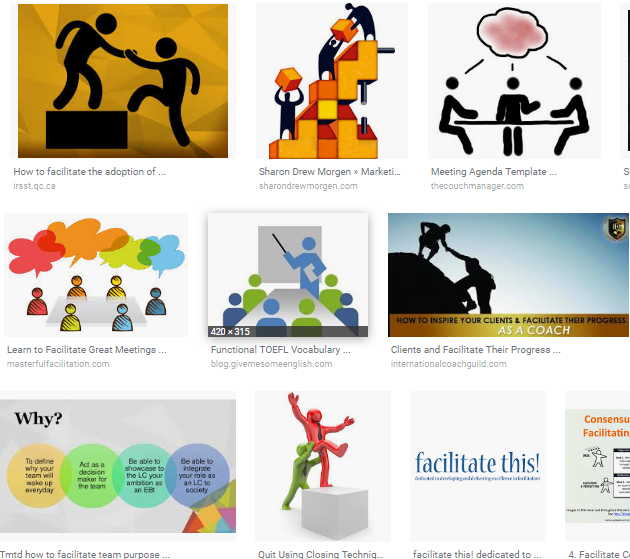 How to facilitate the adoption of ...
irsst.qc.ca
Sharon Drew Morgen » Marketi...
sharondrewmorgen.com
Meeting Agenda Template ...
thecouchmanager.com
Learn to Facilitate Great Meetings ...
masterfulfacilitation.com
420 × 315
Functional TOEFL Vocabulary ...
blog.givemesomeenglish.com
HOW TO INSPIRE YOUR CLIENTS & FACILITATE THEIR PROGRESS
AS A COACH
Clients and Facilitate Their Progress ...
internationalcoachguild.com
Why?
To define
why your
team will
wake up
everyday
Act as a
decision
maker for
the team
Be able to
showcase to
the LC your
ambition as
an EB!
Be able to
integrate
your role as
an LC to
society
Tmtd how to facilitate team purpose ...
Quit Using Closing Techniq...
facilitate this!
dedicated to developing and delivering excellence in facilitation
facilitate this! dedicated to ...
Consensu
Facilitatin
4. Facilitate Co